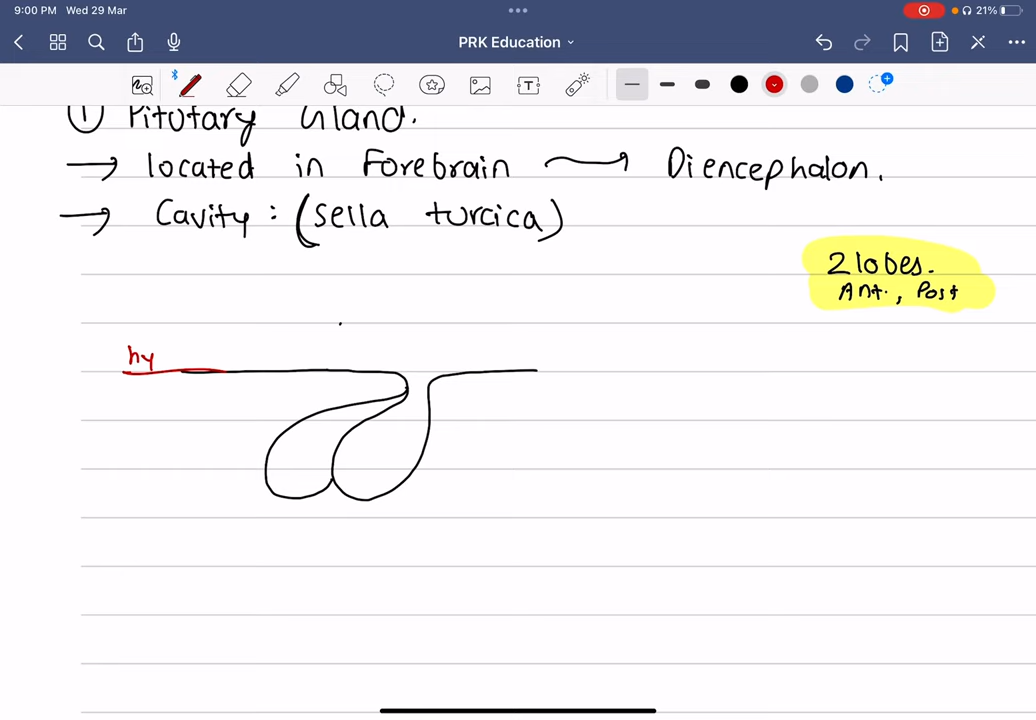 9:00 PM Wed 29 Mar
21%
PRK Education
① Pitutary Gland.
→ located in Forebrain → Diencephalon.
→ Cavity : (Sella turcica)
2 lobes.
Ant. , Post
hy